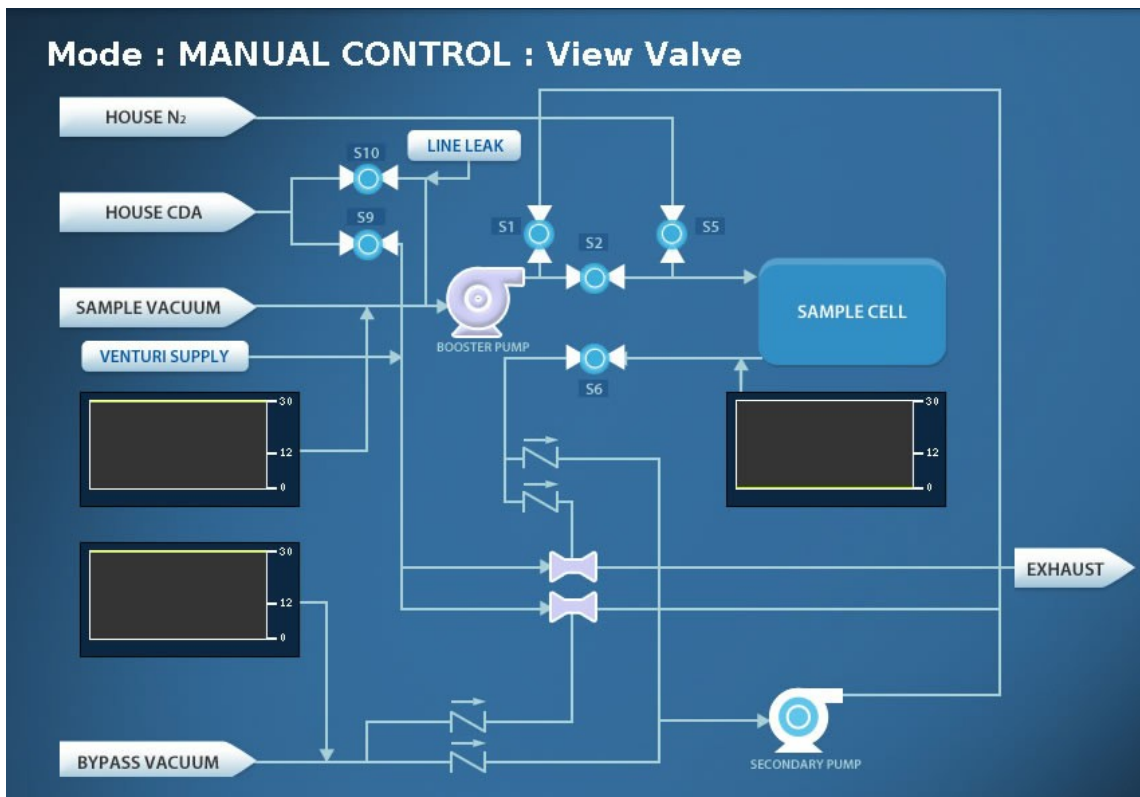 Mode : MANUAL CONTROL : View Valve
HOUSE N₂
LINE LEAK
S10
HOUSE CDA
S9
S1
S2
S5
SAMPLE VACUUM
BOOSTER PUMP
SAMPLE CELL
VENTURI SUPPLY
S6
30
12
0
30
12
0
30
12
0
EXHAUST
BYPASS VACUUM
SECONDARY PUMP